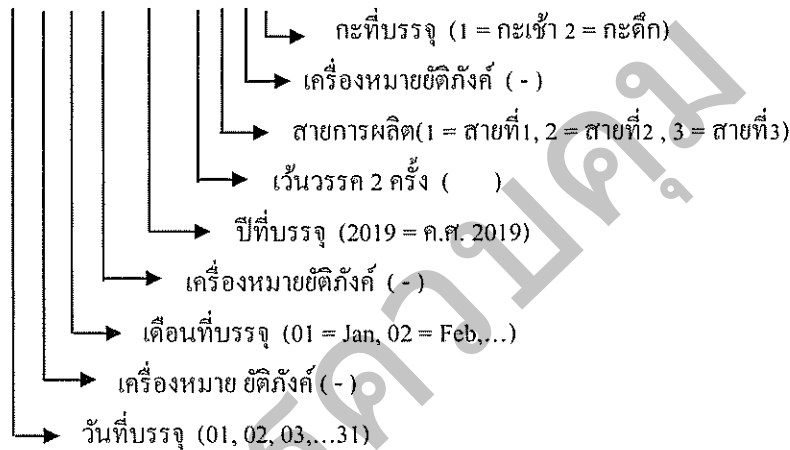 กะที่บรรจุ (1 = กะเช้า 2 = กะดึก)
เครื่องหมายยัติภังค์ ( - )
สายการผลิต(1 = สายที่1, 2 = สายที่2 , 3 = สายที่3)
เว้นวรรค 2 ครั้ง ( )
ปีที่บรรจุ (2019 = ค.ศ. 2019)
เครื่องหมายยัติภังค์ ( - )
เดือนที่บรรจุ (01 = Jan, 02 = Feb,…)
เครื่องหมาย ยัติภังค์ ( - )
วันที่บรรจุ (01, 02, 03,…31)
ควบคุม